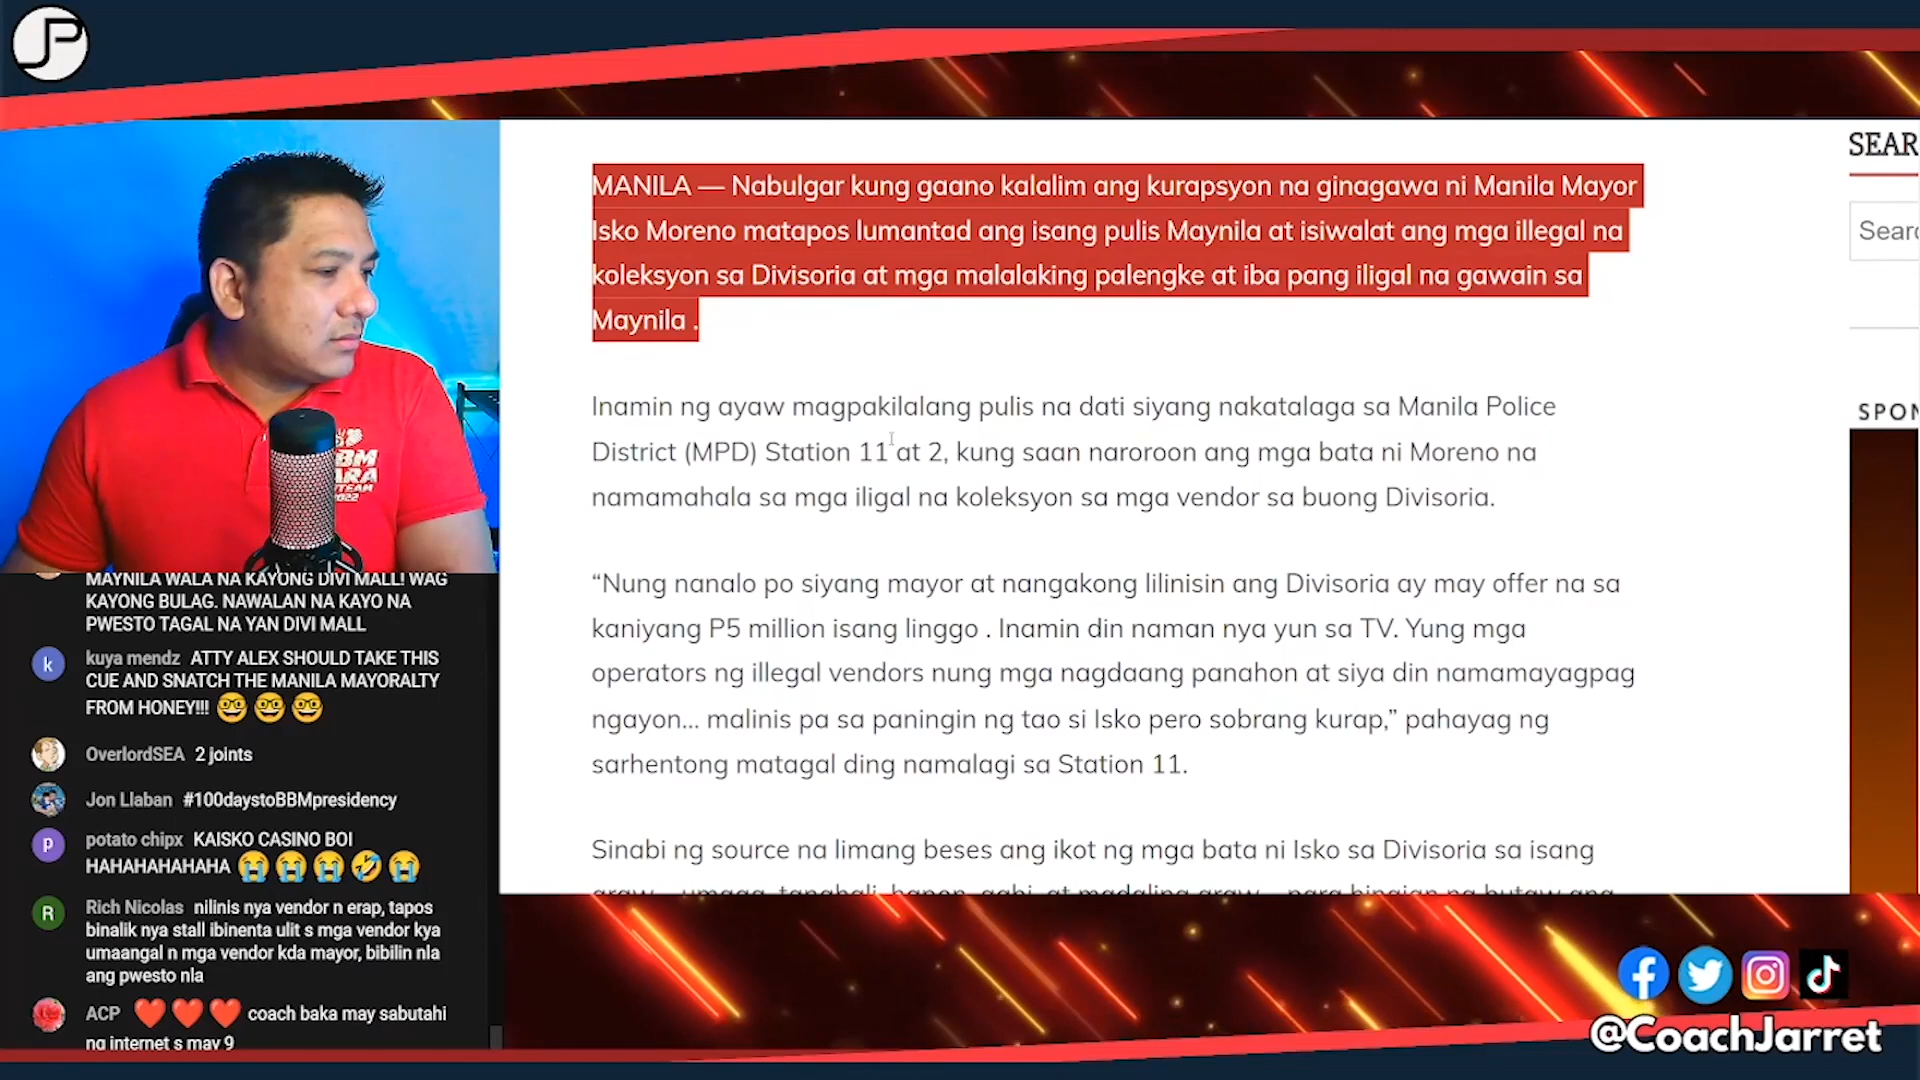 JP
MANILA — Nabulgar kung gaano kalalim ang kurapsyon na ginagawa ni Manila Mayor
Isko Moreno matapos lumantad ang isang pulis Maynila at isiwalat ang mga illegal na
koleksyon sa Divisoria at mga malalaking palengke at iba pang iligal na gawain sa
Maynila .
Inamin ng ayaw magpakilalang pulis na dati siyang nakatalaga sa Manila Police
District (MPD) Station 11 at 2, kung saan naroroon ang mga bata ni Moreno na
namamahala sa mga iligal na koleksyon sa mga vendor sa buong Divisoria.
“Nung nanalo po siyang mayor at nangakong lilinisin ang Divisoria ay may offer na sa
kaniyang P5 million isang linggo . Inamin din naman nya yun sa TV. Yung mga
operators ng illegal vendors nung mga nagdaang panahon at siya din namamayagpag
ngayon… malinis pa sa paningin ng tao si Isko pero sobrang kurap,” pahayag ng
sarhentong matagal ding namalagi sa Station 11.
Sinabi ng source na limang beses ang ikot ng mga bata ni Isko sa Divisoria sa isang
SEAR
Searc
SPON
2022
MAYNILA WALA NA KAYONG DIVI MALL! WAG
KAYONG BULAG. NAWALAN NA KAYO NA
PWESTO TAGAL NA YAN DIVI MALL
k
kuya mendz ATTY ALEX SHOULD TAKE THIS
CUE AND SNATCH THE MANILA MAYORALTY
FROM HONEY!!! 🤓 🤓 🤓
OverlordSEA 2 joints
Jon Llaban #100daystoBBMpresidency
p
potato chipx KAISKO CASINO BOI
HAHAHAHAHAHA 😭 😭 😭 🤣 😭
R
Rich Nicolas nilinis nya vendor n erap, tapos
binalik nya stall ibinenta ulit s mga vendor kya
umaangal n mga vendor kda mayor, bibilin nla
ang pwesto nla
ACP ❤️ ❤️ ❤️ coach baka may sabutahi
ng internet s may 9
@CoachJarret